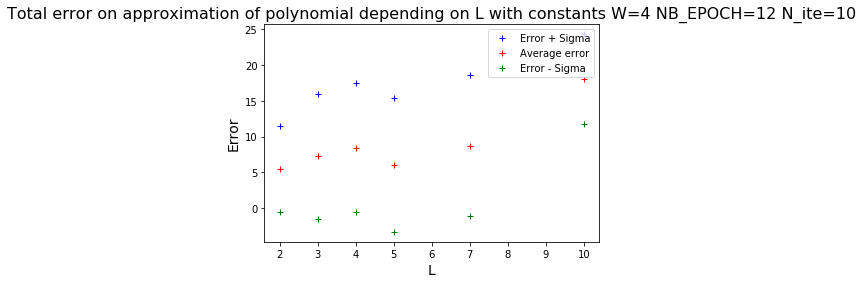 Total error on approximation of polynomial depending on L with constants W=4 NB_EPOCH=12 N_ite=10
25
20
15
10
5
0
Error
Error + Sigma
Average error
Error - Sigma
2 3 4 5 6 7 8 9 10
L